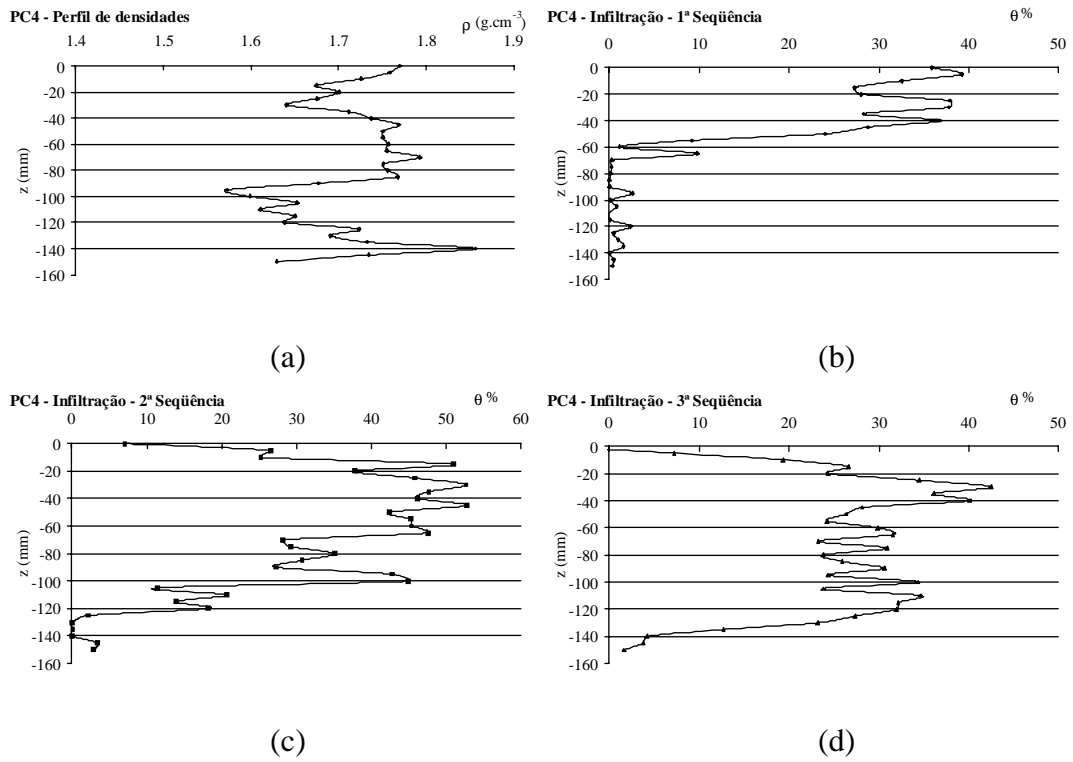 PC4 - Perfil de densidades
ρ (g.cm-3)
1.4 1.5 1.6 1.7 1.8 1.9
0
-20
-40
-60
-80
-100
-120
-140
-160
z (mm)
(a)
PC4 - Infiltração - 1ª Seqüência
θ %
0 10 20 30 40 50
0
-20
-40
-60
-80
-100
-120
-140
-160
z (mm)
(b)
PC4 - Infiltração - 2ª Seqüência
θ %
0 10 20 30 40 50 60
0
-20
-40
-60
-80
-100
-120
-140
-160
z (mm)
(c)
PC4 - Infiltração - 3ª Seqüência
θ %
0 10 20 30 40 50
0
-20
-40
-60
-80
-100
-120
-140
-160
z (mm)
(d)